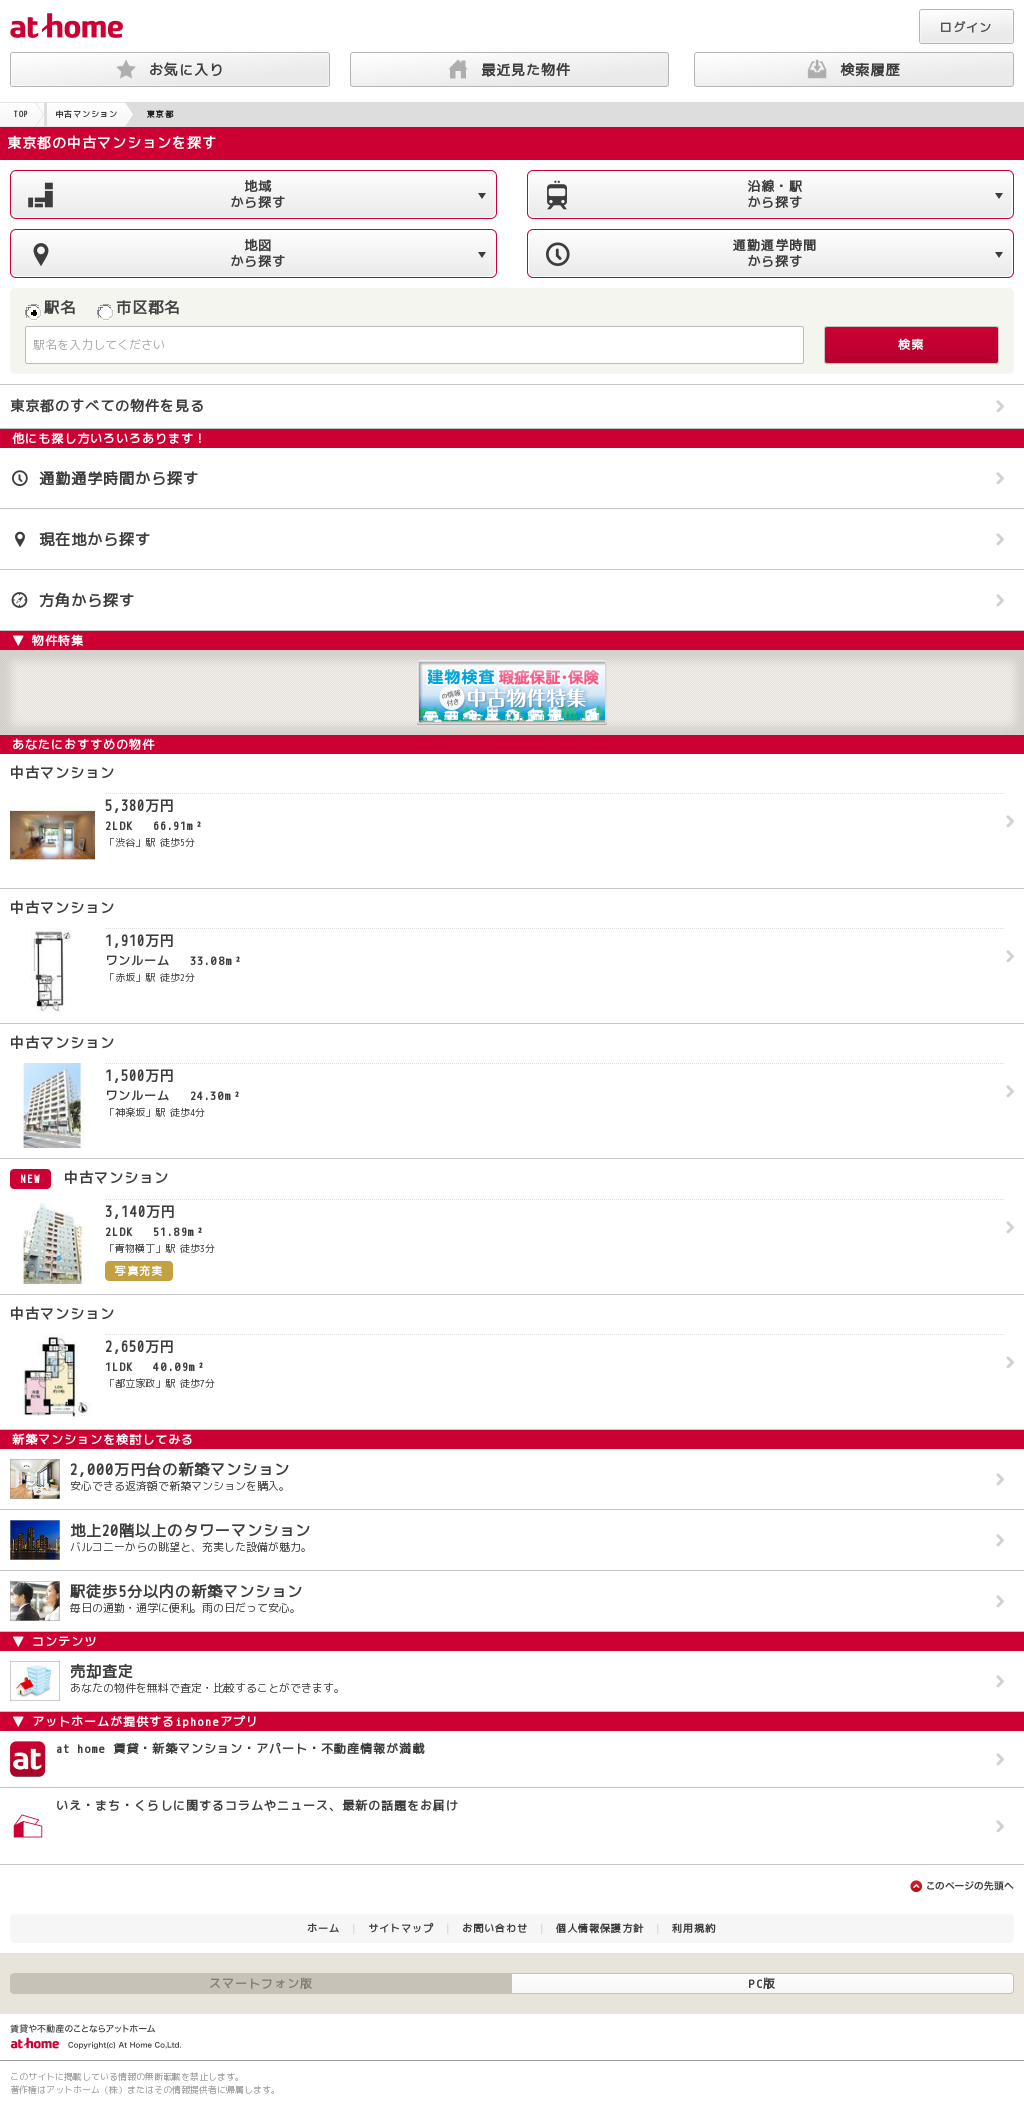 at home
ログイン
お気に入り
最近見た物件
検索履歴
TOP 中古マンション 東京都
東京都の中古マンションを探す
地域
から探す
沿線・駅
から探す
地図
から探す
通勤通学時間
から探す
駅名 市区郡名
駅名を入力してください
検索
東京都のすべての物件を見る
他にも探し方いろいろあります！
通勤通学時間から探す
現在地から探す
方角から探す
▼ 物件特集
建物検査 瑕疵保証・保険
の情報付き 中古物件特集
あなたにおすすめの物件
中古マンション
5,380万円
2LDK 66.91m²
「渋谷」駅 徒歩5分
中古マンション
1,910万円
ワンルーム 33.08m²
「赤坂」駅 徒歩2分
中古マンション
1,500万円
ワンルーム 24.30m²
「神楽坂」駅 徒歩4分
NEW 中古マンション
3,140万円
2LDK 51.89m²
「青物横丁」駅 徒歩3分
写真充実
中古マンション
2,650万円
1LDK 40.09m²
「都立家政」駅 徒歩7分
新築マンションを検討してみる
2,000万円台の新築マンション
安心できる返済額で新築マンションを購入。
地上20階以上のタワーマンション
バルコニーからの眺望と、充実した設備が魅力。
駅徒歩5分以内の新築マンション
毎日の通勤・通学に便利。雨の日だって安心。
▼ コンテンツ
売却査定
あなたの物件を無料で査定・比較することができます。
▼ アットホームが提供するiphoneアプリ
at
at home 賃貸・新築マンション・アパート・不動産情報が満載
いえ・まち・くらしに関するコラムやニュース、最新の話題をお届け
このページの先頭へ
ホーム | サイトマップ | お問い合わせ | 個人情報保護方針 | 利用規約
スマートフォン版
PC版
賃貸や不動産のことならアットホーム
at home Copyright(c) At Home Co,Ltd.
このサイトに掲載している情報の無断転載を禁止します。
著作権はアットホーム（株）またはその情報提供者に帰属します。